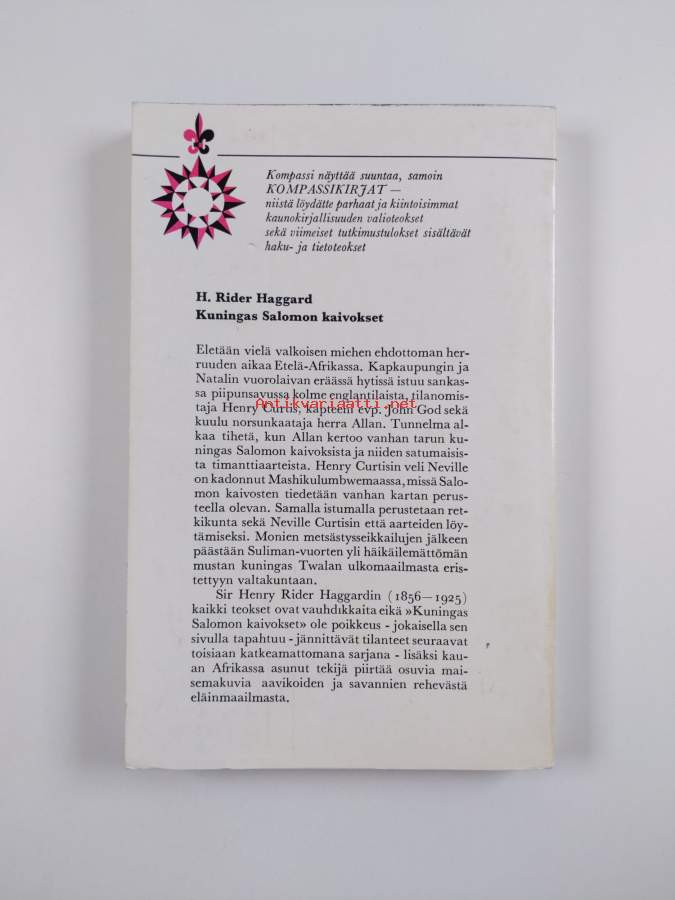 Kompassi näyttää suuntaa, samoin
KOMPASSIKIRJAT —
niistä löydätte parhaat ja kiintoisimmat
kaunokirjallisuuden valioteokset
sekä viimeiset tutkimustulokset sisältävät
haku- ja tietoteokset
H. Rider Haggard
Kuningas Salomon kaivokset
Eletään vielä valkoisen miehen ehdottoman her-
ruuden aikaa Etelä-Afrikassa. Kapkaupungin ja
Natalin vuorolaivan eräässä hytissä istuu sankas-
sa piipunsavussa kolme englantilaista, tilanomis-
Antikvariaatti.net
taja Henry Curtis, kapteeni evp. John God sekä
kuulu norsunkaataja herra Allan. Tunnelma al-
kaa tihetä, kun Allan kertoo vanhan tarun ku-
ningas Salomon kaivoksista ja niiden satumaisis-
ta timanttiaarteista. Henry Curtisin veli Neville
on kadonnut Mashikulumbwemaassa, missä Salo-
mon kaivosten tiedetään vanhan kartan perus-
teella olevan. Samalla istumalla perustetaan ret-
kikunta sekä Neville Curtisin että aarteiden löy-
tämiseksi. Monien metsästysseikkailujen jälkeen
päästään Suliman-vuorten yli häikäilemättömän
mustan kuningas Twalan ulkomaailmasta eris-
tettyyn valtakuntaan.
Sir Henry Rider Haggardin (1856—1925)
kaikki teokset ovat vauhdikkaita eikä »Kuningas
Salomon kaivokset» ole poikkeus - jokaisella sen
sivulla tapahtuu - jännittävät tilanteet seuraavat
toisiaan katkeamattomana sarjana - lisäksi kau-
an Afrikassa asunut tekijä piirtää osuvia mai-
semakuvia aavikoiden ja savannien rehevästä
eläinmaailmasta.